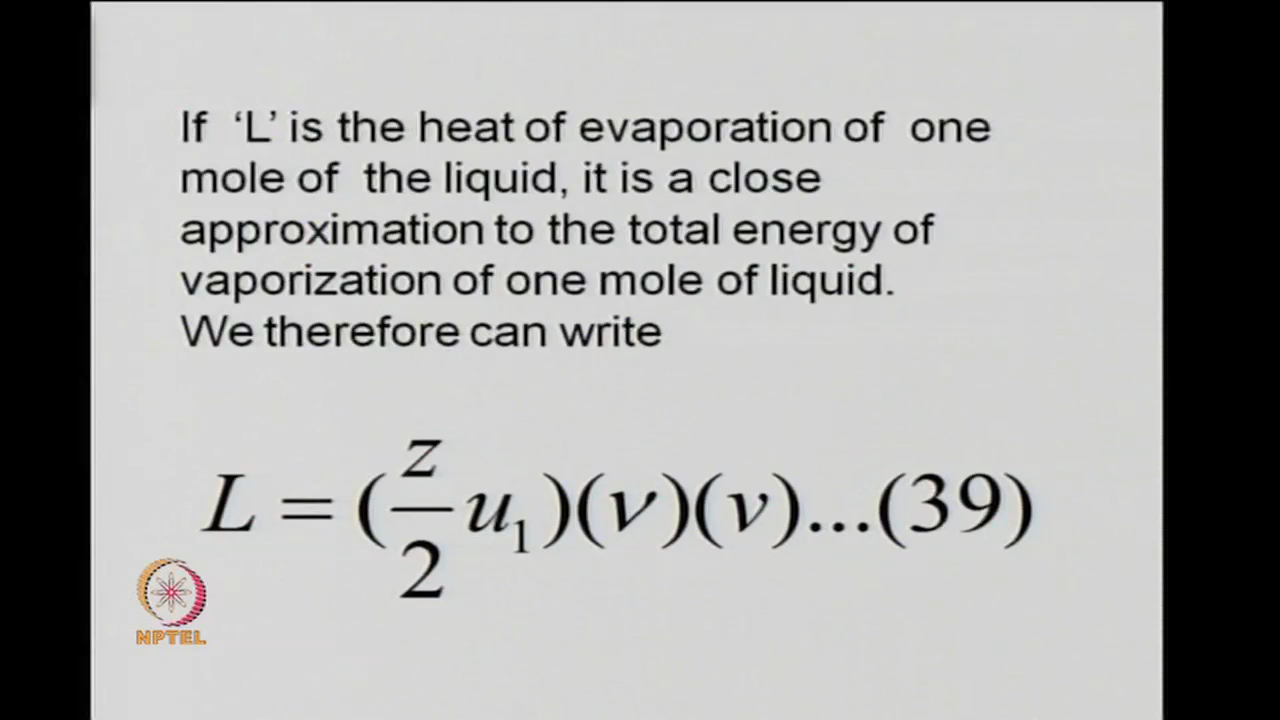 If ‘L’ is the heat of evaporation of one
mole of the liquid, it is a close
approximation to the total energy of
vaporization of one mole of liquid.
We therefore can write
L = (z/2 u₁)(ν)(v)...(39)
NPTEL